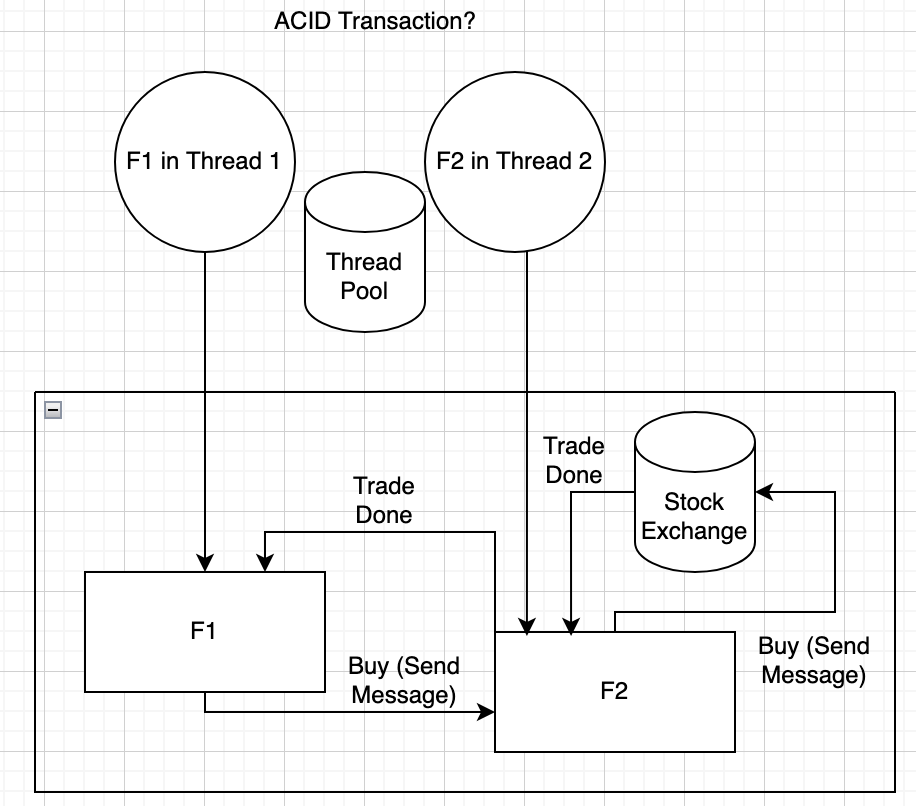 ACID Transaction?
F1 in Thread 1
F2 in Thread 2
Thread
Pool
Trade
Done
Stock
Exchange
Trade
Done
F1
Buy (Send
Message)
F2
Buy (Send
Message)